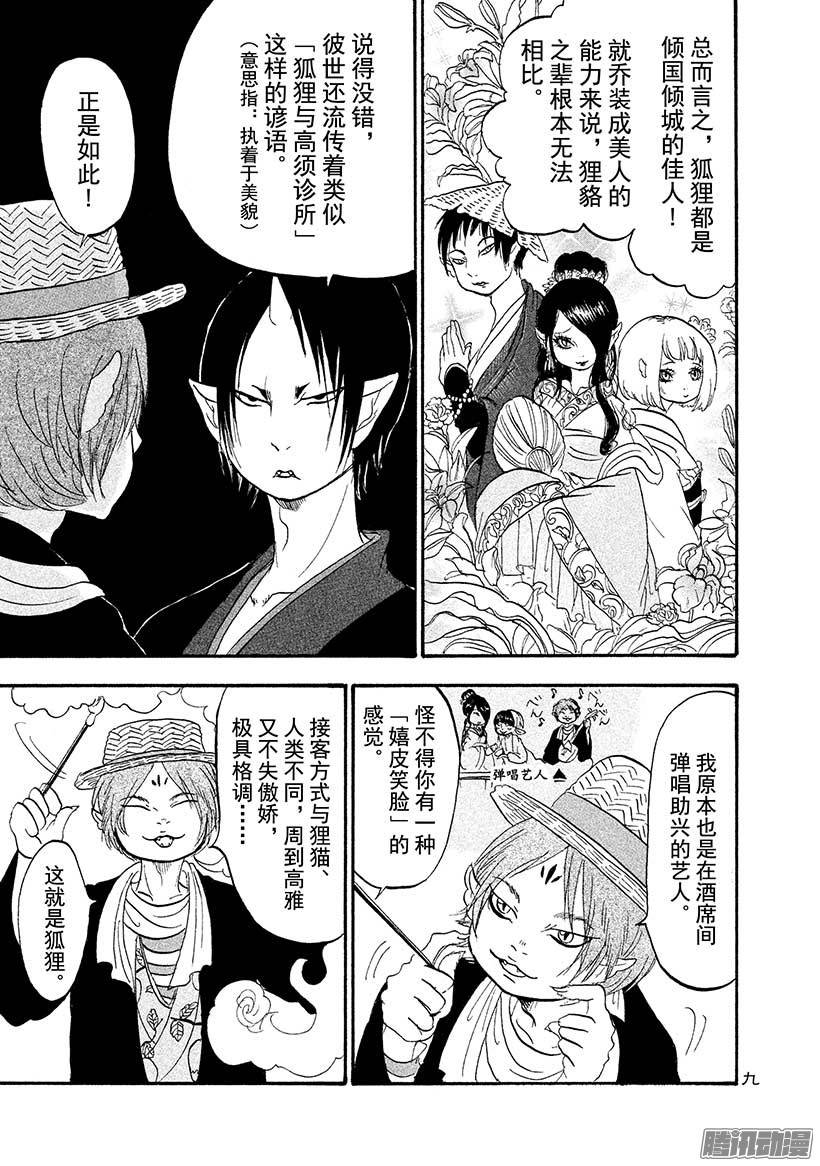 总而言之，狐狸都是
倾国倾城的佳人！
就乔装成美人的
能力来说，狸貉
之辈根本无法
相比。
说得没错，
彼世还流传着类似
「狐狸与高须诊所」
这样的谚语。
（意思指：执着于美貌）
正是如此！
我原本也是在酒席间
弹唱助兴的艺人。
弹唱艺人▲
怪不得你有一种
「嬉皮笑脸」的
感觉。
接客方式与狸猫、
人类不同，周到高雅
又不失傲娇，
极具格调……
这就是狐狸。
九
腾讯动漫